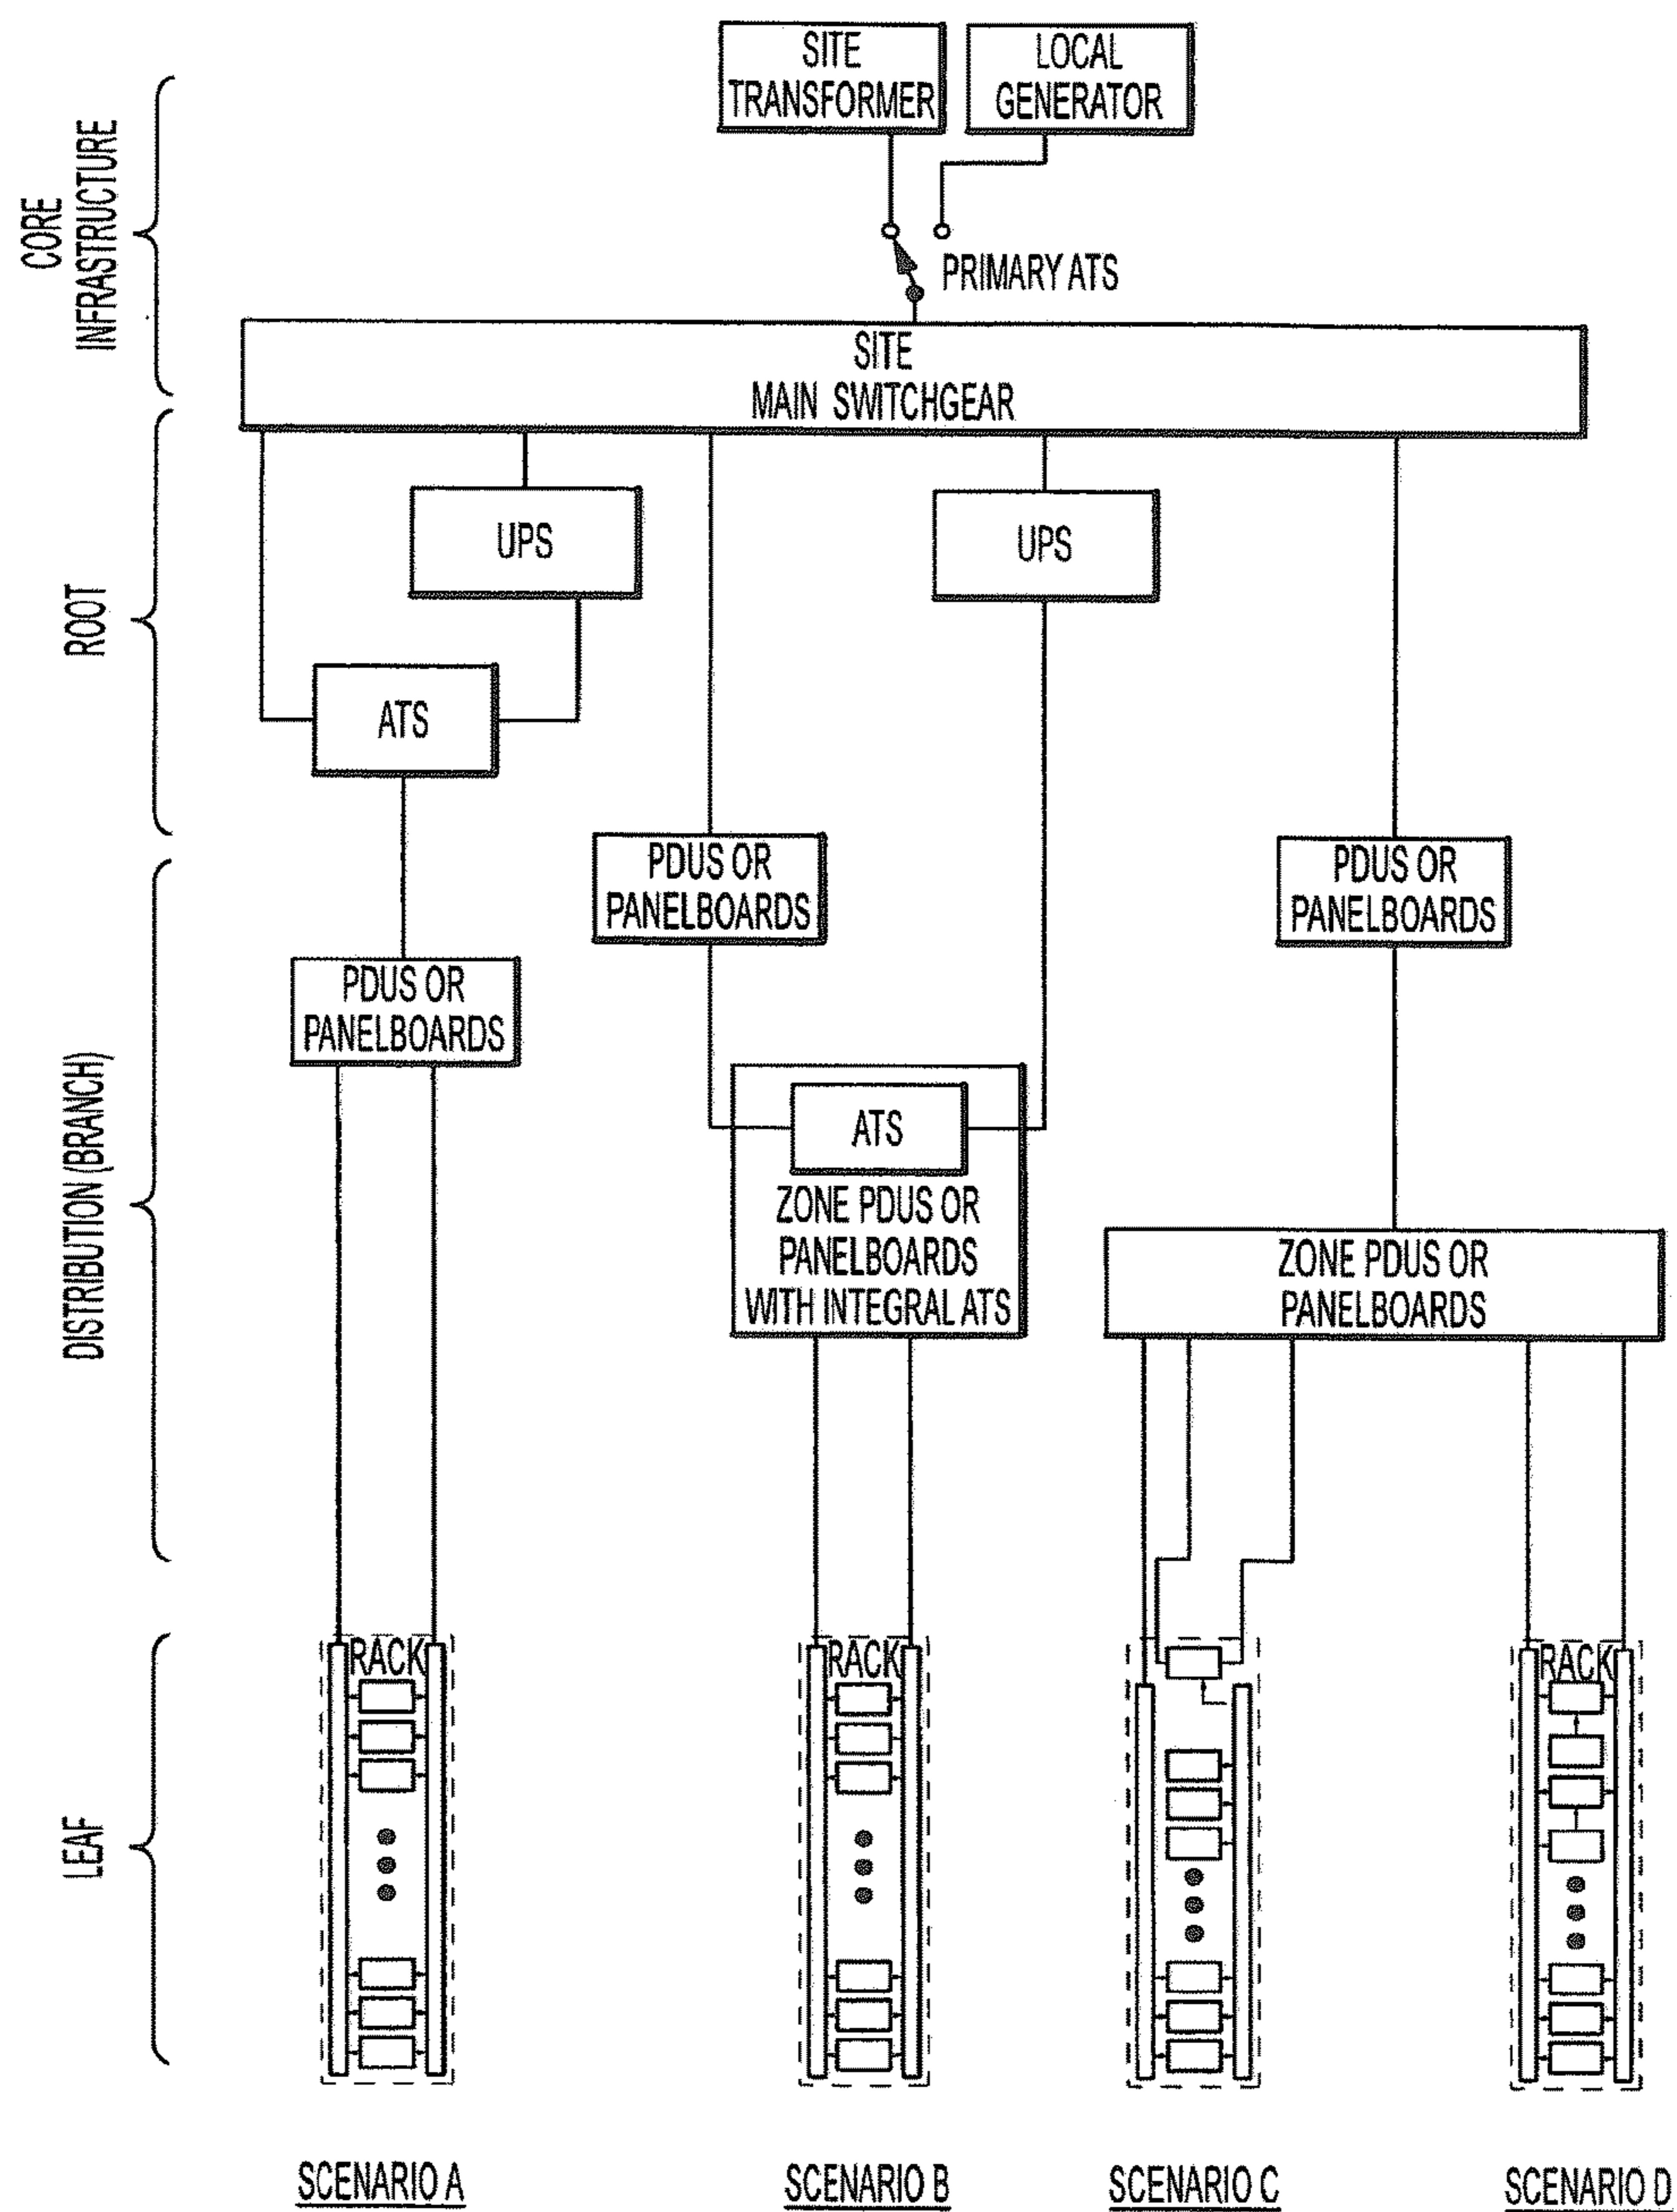 SITE
TRANSFORMER
LOCAL
GENERATOR
CORE
INFRASTRUCTURE
PRIMARY ATS
SITE
MAIN SWITCHGEAR
ROOT
UPS
UPS
ATS
PDUS OR
PANELBOARDS
PDUS OR
PANELBOARDS
PDUS OR
PANELBOARDS
DISTRIBUTION (BRANCH)
ATS
ZONE PDUS OR
PANELBOARDS
WITH INTEGRAL ATS
ZONE PDUS OR
PANELBOARDS
LEAF
RACK
RACK
RACK
SCENARIO A
SCENARIO B
SCENARIO C
SCENARIO D